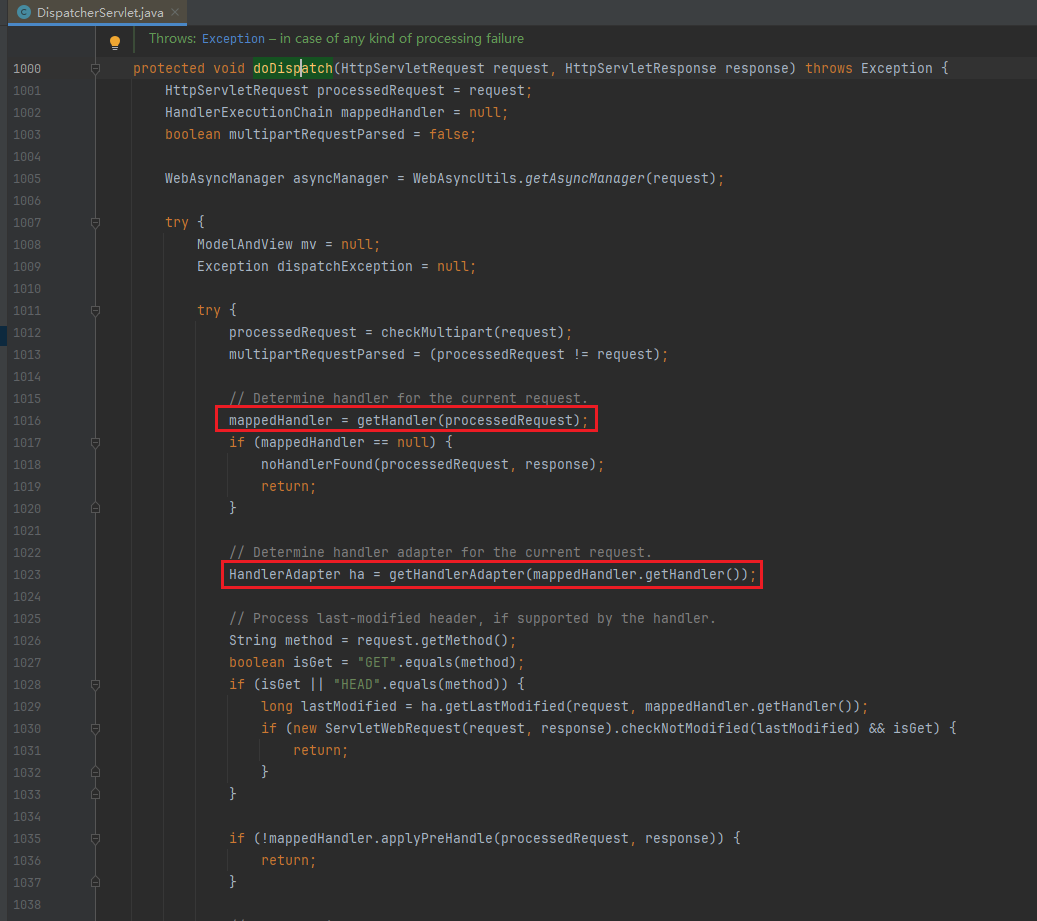 DispatcherServlet.java
Throws: Exception – in case of any kind of processing failure
1000 protected void doDispatch(HttpServletRequest request, HttpServletResponse response) throws Exception {
1001 HttpServletRequest processedRequest = request;
1002 HandlerExecutionChain mappedHandler = null;
1003 boolean multipartRequestParsed = false;
1004
1005 WebAsyncManager asyncManager = WebAsyncUtils.getAsyncManager(request);
1006
1007 try {
1008 ModelAndView mv = null;
1009 Exception dispatchException = null;
1010
1011 try {
1012 processedRequest = checkMultipart(request);
1013 multipartRequestParsed = (processedRequest != request);
1014
1015 // Determine handler for the current request.
1016 mappedHandler = getHandler(processedRequest);
1017 if (mappedHandler == null) {
1018 noHandlerFound(processedRequest, response);
1019 return;
1020 }
1021
1022 // Determine handler adapter for the current request.
1023 HandlerAdapter ha = getHandlerAdapter(mappedHandler.getHandler());
1024
1025 // Process last-modified header, if supported by the handler.
1026 String method = request.getMethod();
1027 boolean isGet = "GET".equals(method);
1028 if (isGet || "HEAD".equals(method)) {
1029 long lastModified = ha.getLastModified(request, mappedHandler.getHandler());
1030 if (new ServletWebRequest(request, response).checkNotModified(lastModified) && isGet) {
1031 return;
1032 }
1033 }
1034
1035 if (!mappedHandler.applyPreHandle(processedRequest, response)) {
1036 return;
1037 }
1038